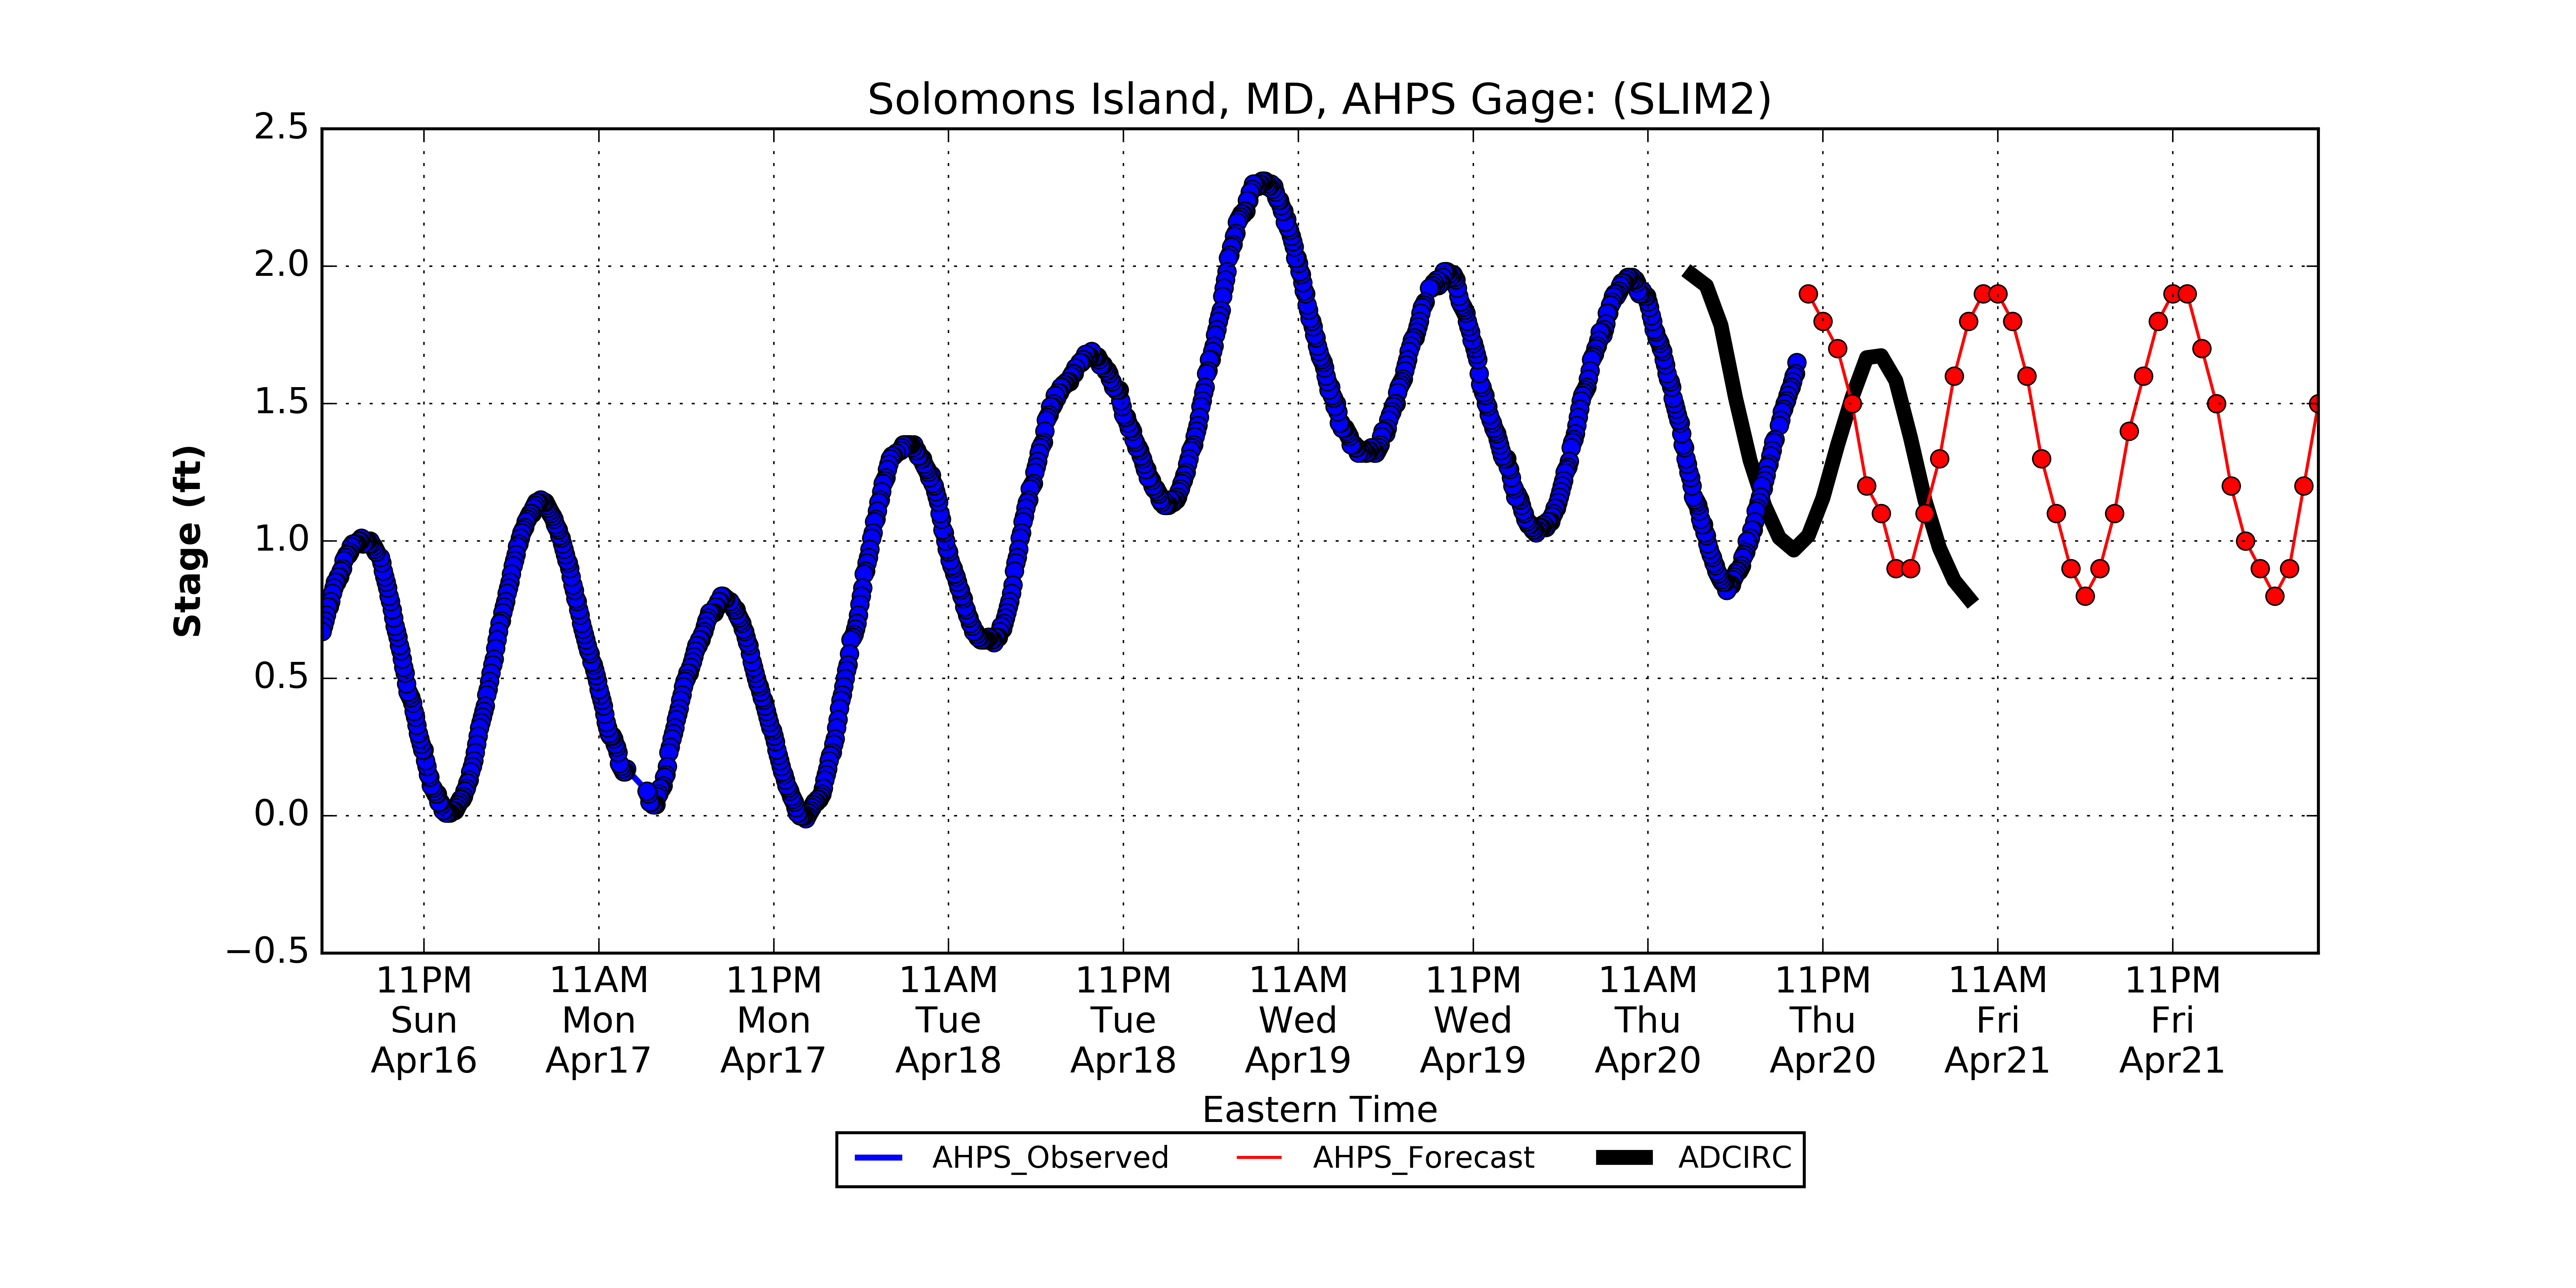 Solomons Island, MD, AHPS Gage: (SLIM2)
2.5
2.0
1.5
1.0
0.5
0.0
−0.5
Stage (ft)
11PM 11AM 11PM 11AM 11PM 11AM 11PM 11AM 11PM 11AM 11PM
Sun Mon Mon Tue Tue Wed Wed Thu Thu Fri Fri
Apr16 Apr17 Apr17 Apr18 Apr18 Apr19 Apr19 Apr20 Apr20 Apr21 Apr21
Eastern Time
AHPS_Observed AHPS_Forecast ADCIRC